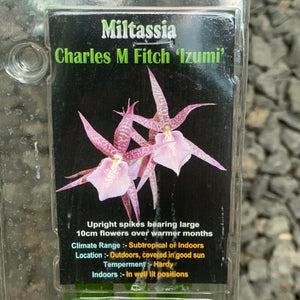 Miltassia
Charles M Fitch 'Izumi'
Upright spikes bearing large
10cm flowers over warmer months
Climate Range :- Subtropical or Indoors
Location :- Outdoors, covered in good sun
Temperment :- Hardy
Indoors :- In well lit positions